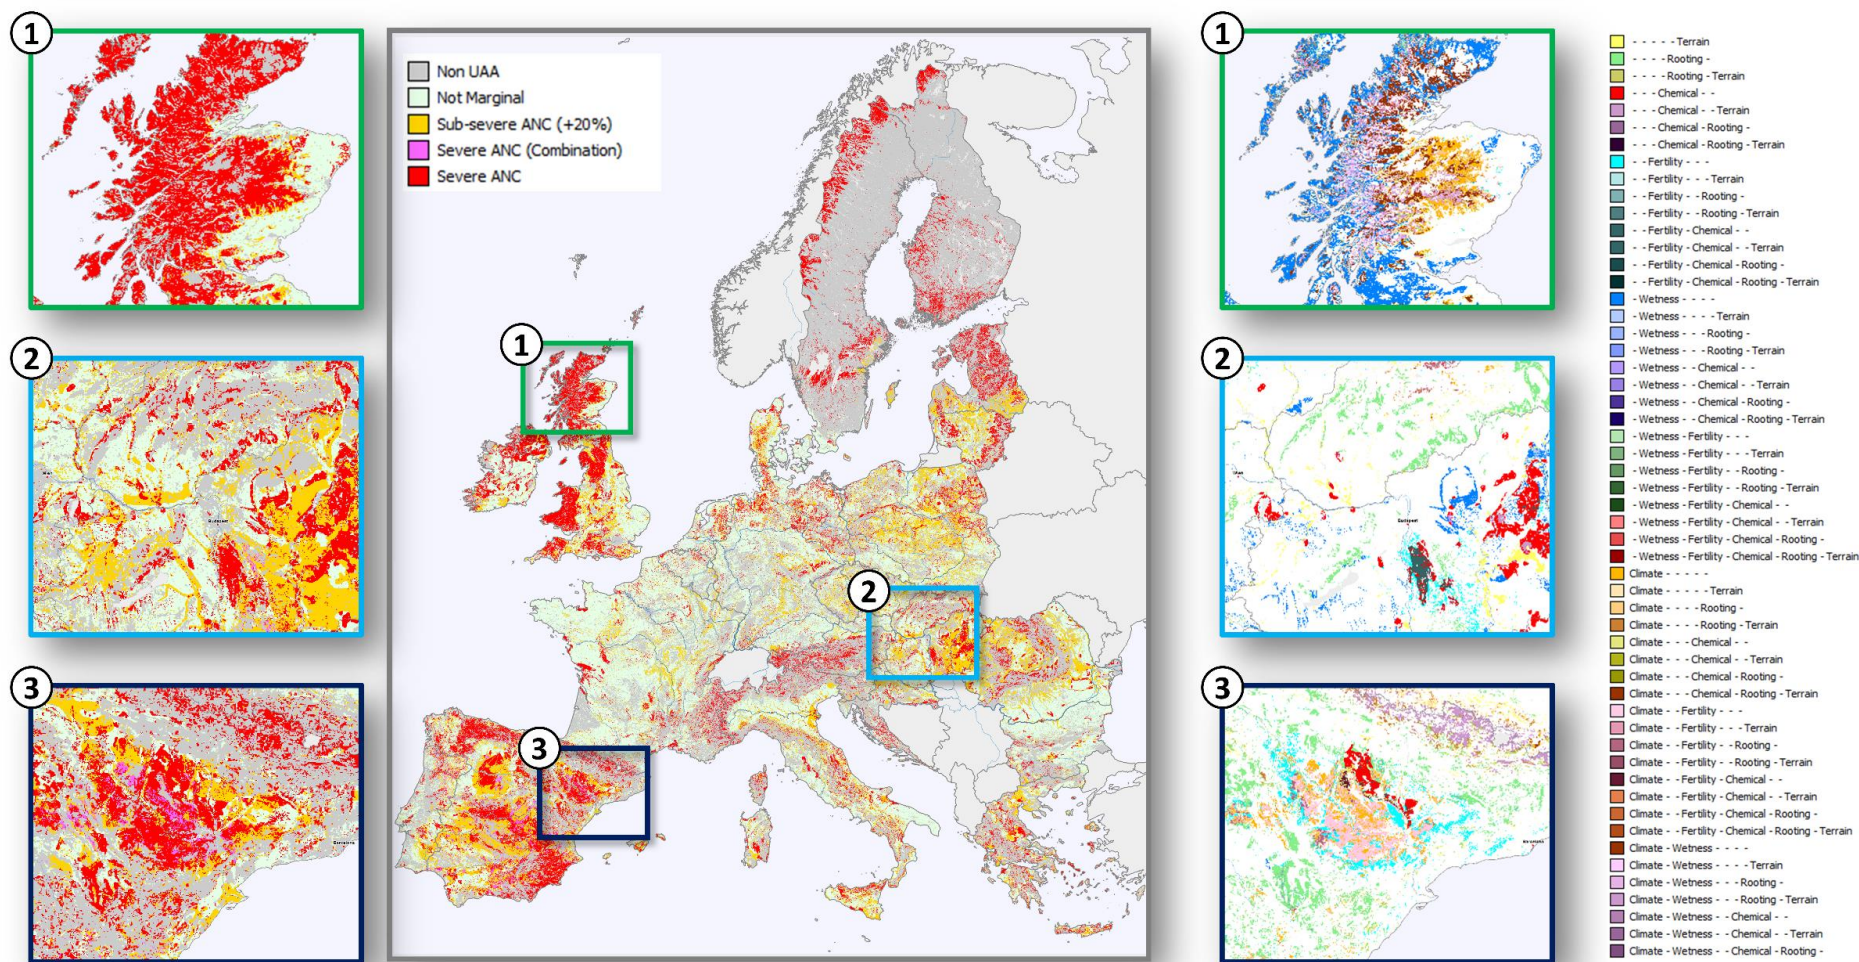 1
Non UAA
Not Marginal
Sub-severe ANC (+20%)
Severe ANC (Combination)
Severe ANC
1
2
3
2
3
1
2
Budapest
3
Barcelona
- - - - - Terrain
- - - - Rooting -
- - - - Rooting - Terrain
- - - Chemical - -
- - - Chemical - - Terrain
- - - Chemical - Rooting -
- - - Chemical - Rooting - Terrain
- - Fertility - - -
- - Fertility - - - Terrain
- - Fertility - - Rooting -
- - Fertility - - Rooting - Terrain
- - Fertility - Chemical - -
- - Fertility - Chemical - - Terrain
- - Fertility - Chemical - Rooting -
- - Fertility - Chemical - Rooting - Terrain
- Wetness - - - -
- Wetness - - - - Terrain
- Wetness - - - Rooting -
- Wetness - - - Rooting - Terrain
- Wetness - - Chemical - -
- Wetness - - Chemical - - Terrain
- Wetness - - Chemical - Rooting -
- Wetness - - Chemical - Rooting - Terrain
- Wetness - Fertility - - -
- Wetness - Fertility - - - Terrain
- Wetness - Fertility - - Rooting -
- Wetness - Fertility - - Rooting - Terrain
- Wetness - Fertility - Chemical - -
- Wetness - Fertility - Chemical - - Terrain
- Wetness - Fertility - Chemical - Rooting -
- Wetness - Fertility - Chemical - Rooting - Terrain
Climate - - - - -
Climate - - - - - Terrain
Climate - - - - Rooting -
Climate - - - - Rooting - Terrain
Climate - - - Chemical - -
Climate - - - Chemical - - Terrain
Climate - - - Chemical - Rooting -
Climate - - - Chemical - Rooting - Terrain
Climate - - Fertility - - -
Climate - - Fertility - - - Terrain
Climate - - Fertility - - Rooting -
Climate - - Fertility - - Rooting - Terrain
Climate - - Fertility - Chemical - -
Climate - - Fertility - Chemical - - Terrain
Climate - - Fertility - Chemical - Rooting -
Climate - - Fertility - Chemical - Rooting - Terrain
Climate - Wetness - - - -
Climate - Wetness - - - - Terrain
Climate - Wetness - - - Rooting -
Climate - Wetness - - - Rooting - Terrain
Climate - Wetness - - Chemical - -
Climate - Wetness - - Chemical - - Terrain
Climate - Wetness - - Chemical - Rooting -